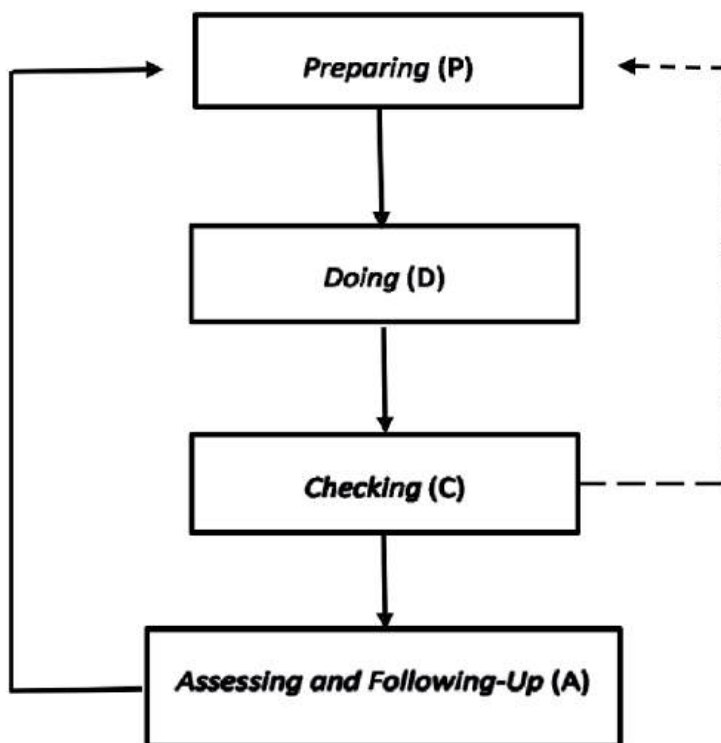 Preparing (P)
Doing (D)
Checking (C)
Assessing and Following-Up (A)